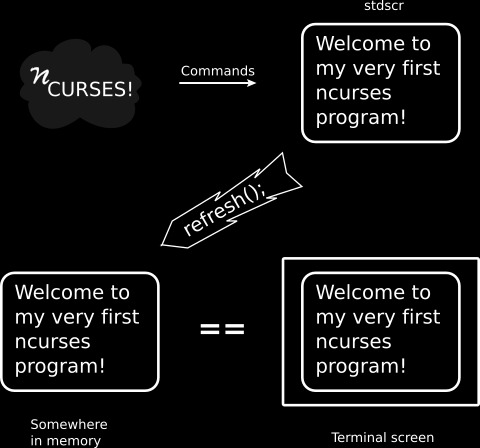 stdscr
nCURSES!
Commands
Welcome to
my very first
ncurses
program!
refresh();
Welcome to
my very first
ncurses
program!
==
Welcome to
my very first
ncurses
program!
Somewhere
in memory
Terminal screen